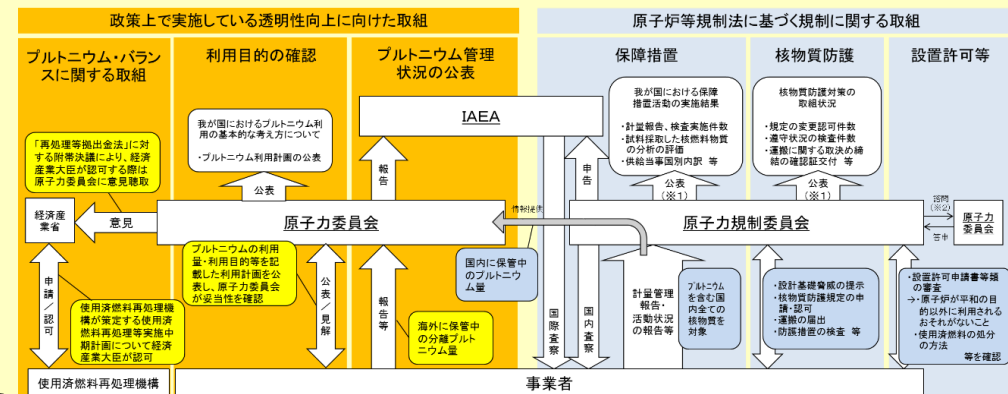 政策上で実施している透明性向上に向けた取組
原子炉等規制法に基づく規制に関する取組
プルトニウム・バラン
スに関する取組
利用目的の確認
プルトニウム管理
状況の公表
保障措置
核物質防護
設置許可等
「再処理等拠出金法」に
対する附帯決議により、経済
産業大臣が認可する際は
原子力委員会に意見聴取
我が国におけるプルトニウム利
用の基本的な考え方について
・プルトニウム利用計画の公表
IAEA
我が国における保障
措置活動の実施結果
・計量報告、検査実施件数
・試料採取した核燃料物質
の分析の評価
・供給当事国別内訳 等
核物質防護対策の
取組状況
・規定の変更認可件数
・遵守状況の検査件数
・運搬に関する取決め締
結の確認証交付 等
公表
報告
申告
公表
(※1)
公表
(※1)
経済産
業省
意見
原子力委員会
情報提供
原子力規制委員会
諮問
(※2)
答申
原子力
委員会
申請/認可
使用済燃料再処理機
構が策定する使用済
燃料再処理等実施中
期計画について経済
産業大臣が認可
プルトニウムの利用
量・利用目的等を記
載した利用計画を公
表し、原子力委員会
が妥当性を確認
公表/見解
報告等
海外に保管中
の分離プルト
ニウム量
国内に保管中
のプルトニウ
ム量
国際査察
国内査察
計量管理
報告・
活動状況
の報告等
プルトニウム
を含む国
内全ての
核物質を
対象
・設計基礎脅威の提示
・核物質防護規定の申
請・認可
・運搬の届出
・防護措置の検査 等
・設置許可申請書等類
の審査
→・原子炉が平和の目
的以外に利用される
おそれがないこと
・使用済燃料の処分
の方法
等を確認
使用済燃料再処理機構
事業者